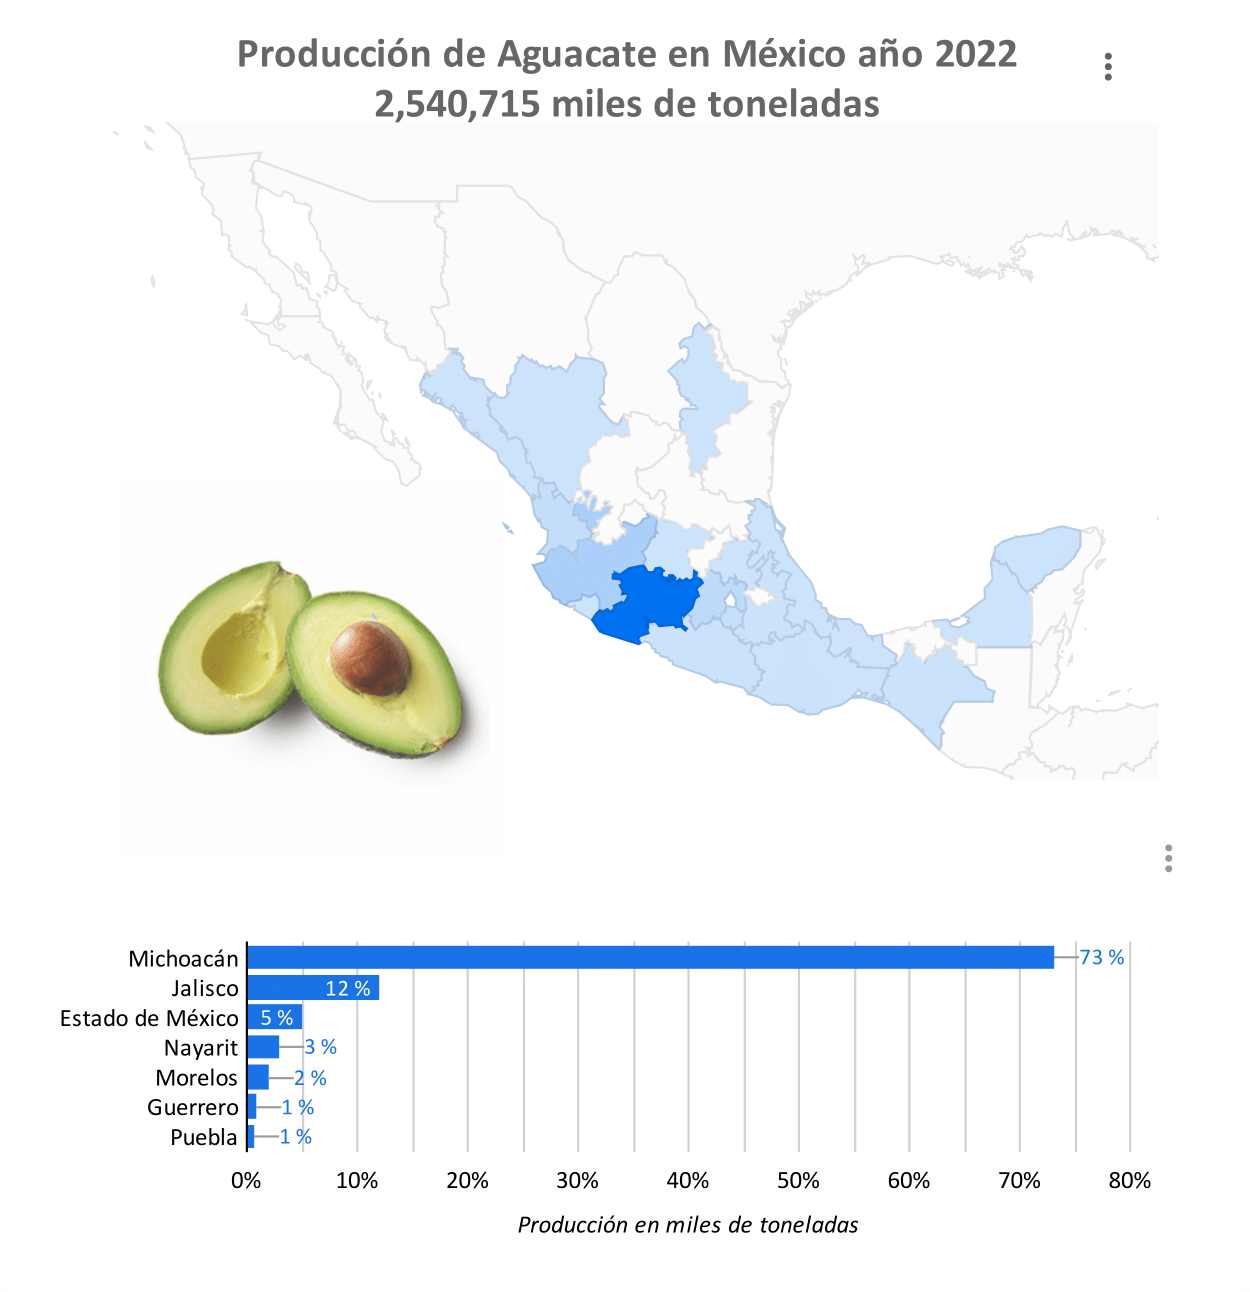 Producción de Aguacate en México año 2022
2,540,715 miles de toneladas
Michoacán 73 %
Jalisco 12 %
Estado de México 5 %
Nayarit 3 %
Morelos 2 %
Guerrero 1 %
Puebla 1 %
0% 10% 20% 30% 40% 50% 60% 70% 80%
Producción en miles de toneladas